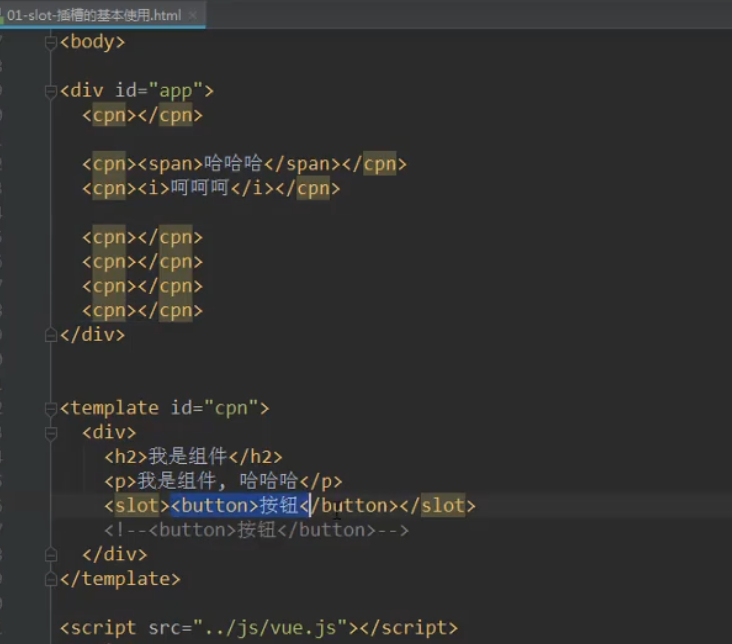 01-slot-插槽的基本使用.html
<body>
<div id="app">
<cpn></cpn>
<cpn><span>哈哈哈</span></cpn>
<cpn><i>呵呵呵</i></cpn>
<cpn></cpn>
<cpn></cpn>
<cpn></cpn>
<cpn></cpn>
</div>
<template id="cpn">
<div>
<h2>我是组件</h2>
<p>我是组件, 哈哈哈</p>
<slot><button>按钮</button></slot>
<!--<button>按钮</button>-->
</div>
</template>
<script src="../js/vue.js"></script>